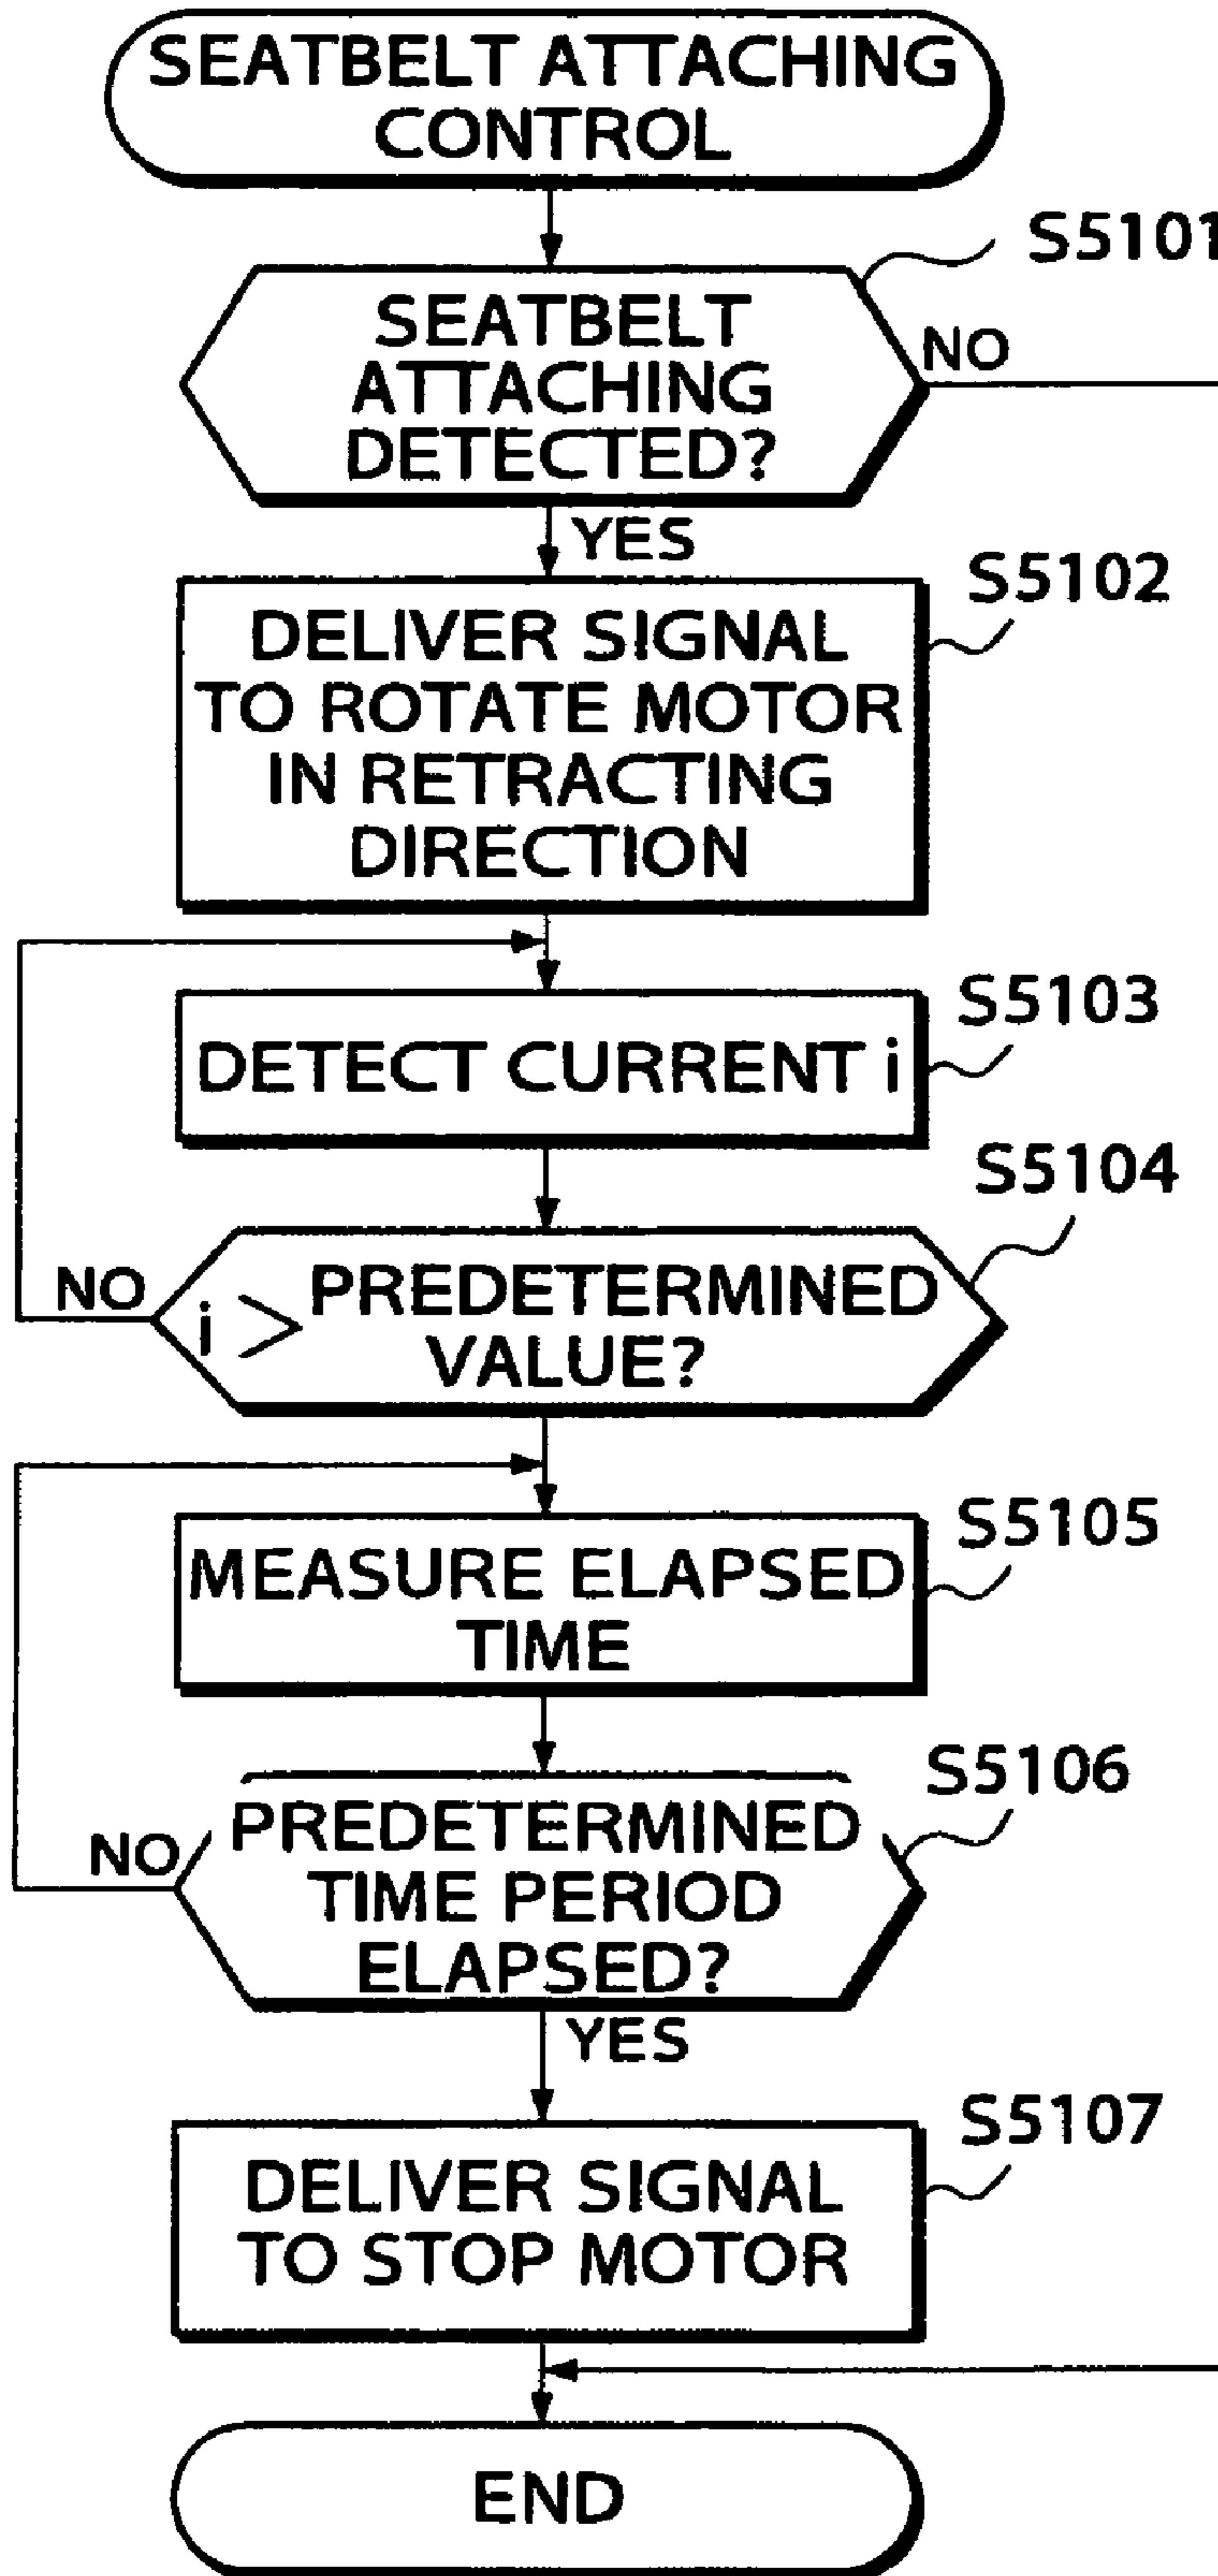 SEATBELT ATTACHING
CONTROL
S5101
SEATBELT
ATTACHING
DETECTED?
NO
YES
S5102
DELIVER SIGNAL
TO ROTATE MOTOR
IN RETRACTING
DIRECTION
S5103
DETECT CURRENT i
S5104
NO
i > PREDETERMINED
VALUE?
S5105
MEASURE ELAPSED
TIME
S5106
NO
PREDETERMINED
TIME PERIOD
ELAPSED?
YES
S5107
DELIVER SIGNAL
TO STOP MOTOR
END